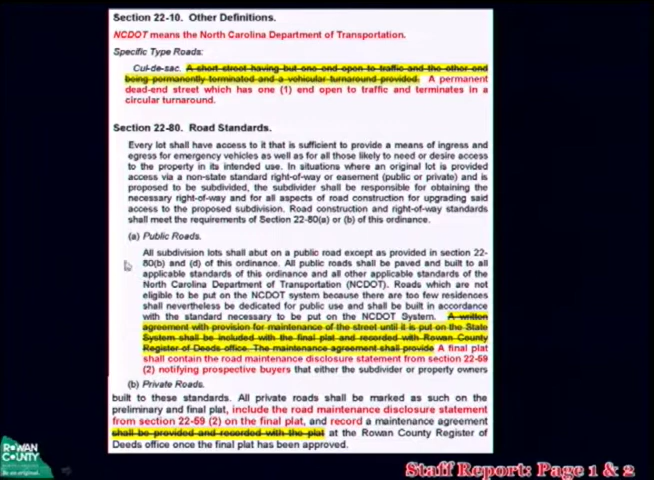 Section 22-10. Other Definitions.
NCDOT means the North Carolina Department of Transportation.
Specific Type Roads:
Cul-de-sac. A short street having but one end open to traffic and the other end
being permanently terminated and a vehicular turnaround provided. A permanent
dead-end street which has one (1) end open to traffic and terminates in a
circular turnaround.
Section 22-80. Road Standards.
Every lot shall have access to it that is sufficient to provide a means of ingress and
egress for emergency vehicles as well as for all those likely to need or desire access
to the property in its intended use. In situations where an original lot is provided
access via a non-state standard right-of-way or easement (public or private) and is
proposed to be subdivided, the subdivider shall be responsible for obtaining the
necessary right-of-way and for all aspects of road construction for upgrading said
access to the proposed subdivision. Road construction and right-of-way standards
shall meet the requirements of Section 22-80(a) or (b) of this ordinance.
(a) Public Roads.
All subdivision lots shall abut on a public road except as provided in section 22-
80(b) and (d) of this ordinance. All public roads shall be paved and built to all
applicable standards of this ordinance and all other applicable standards of the
North Carolina Department of Transportation (NCDOT). Roads which are not
eligible to be put on the NCDOT system because there are too few residences
shall nevertheless be dedicated for public use and shall be built in accordance
with the standard necessary to be put on the NCDOT System. A written
agreement with provision for maintenance of the street until it is put on the State
System shall be included with the final plat and recorded with Rowan County
Register of Deeds office. The maintenance agreement shall provide A final plat
shall contain the road maintenance disclosure statement from section 22-59
(2) notifying prospective buyers that either the subdivider or property owners
(b) Private Roads.
built to these standards. All private roads shall be marked as such on the
preliminary and final plat, include the road maintenance disclosure statement
from section 22-59 (2) on the final plat, and record a maintenance agreement
shall be provided and recorded with the plat at the Rowan County Register of
Deeds office once the final plat has been approved.
ROWAN
COUNTY
Be an original.
Staff Report: Page 1 & 2